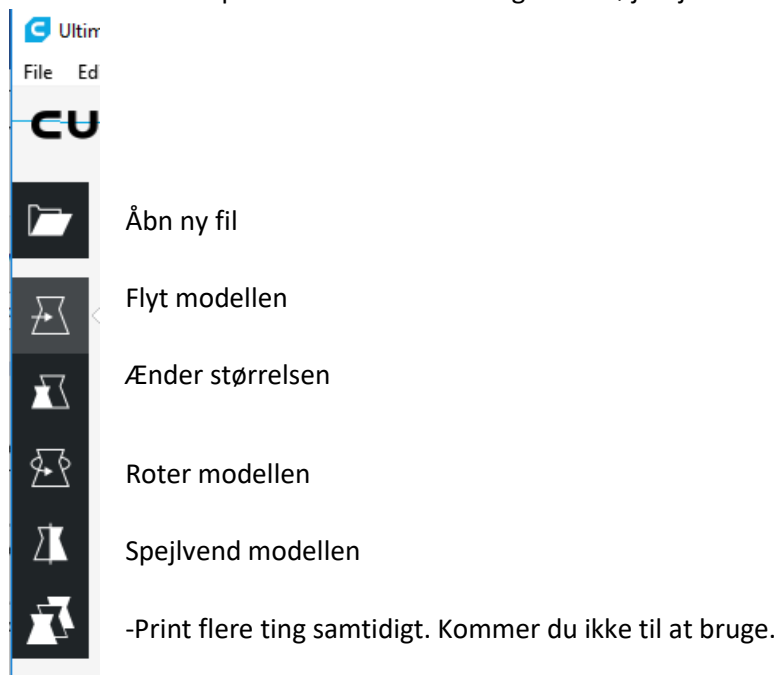 Ultim
File Ed
CU
Åbn ny fil
Flyt modellen
Ænder størrelsen
Roter modellen
Spejlvend modellen
-Print flere ting samtidigt. Kommer du ikke til at bruge.